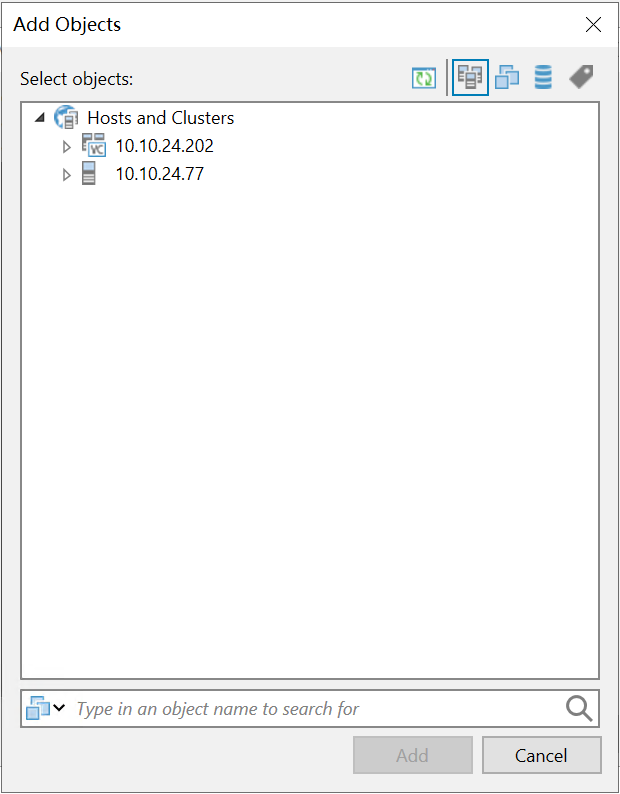 Add Objects
Select objects:
Hosts and Clusters
VC
10.10.24.202
10.10.24.77
Type in an object name to search for
Add
Cancel